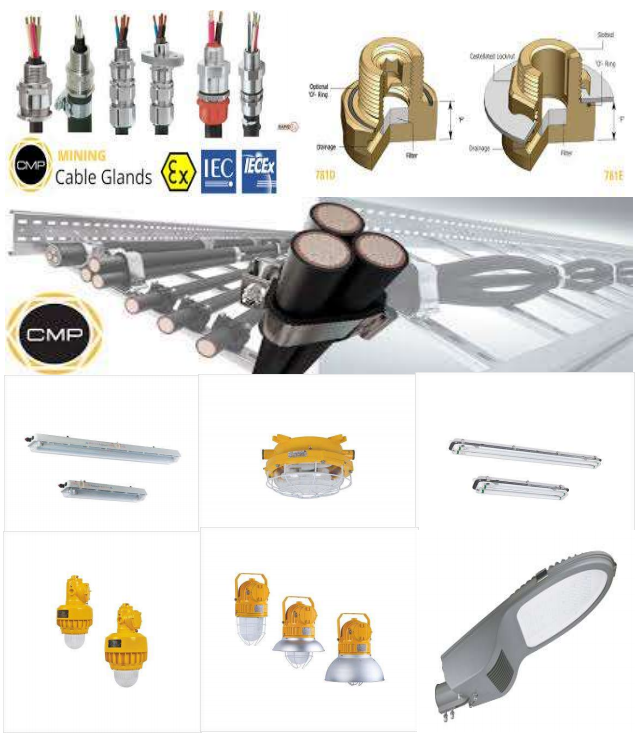 Slotted
Castellated Locknut
'O'- Ring
Optional
'O'- Ring
'F'
'F'
Drainage
Filter
Drainage
Filter
781D
781E
CMP
MINING
Cable Glands
Ex
IEC
IECEx
CMP